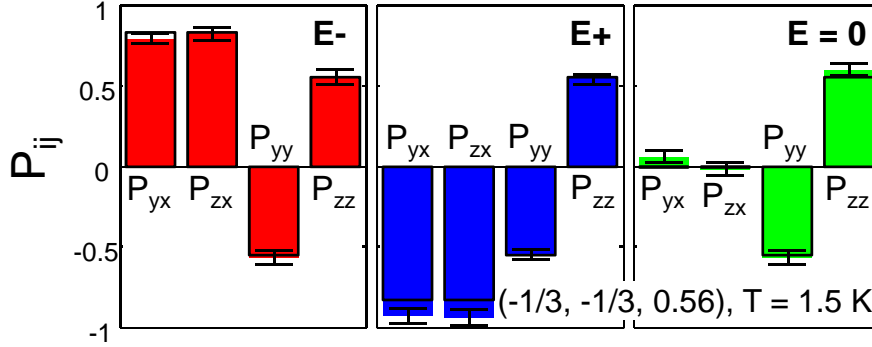 1
0.5
0
-0.5
-1
P_ij
E-
P_yx
P_zx
P_yy
P_zz
E+
P_yx
P_zx
P_yy
P_zz
E = 0
P_yx
P_zx
P_yy
P_zz
(-1/3, -1/3, 0.56), T = 1.5 K